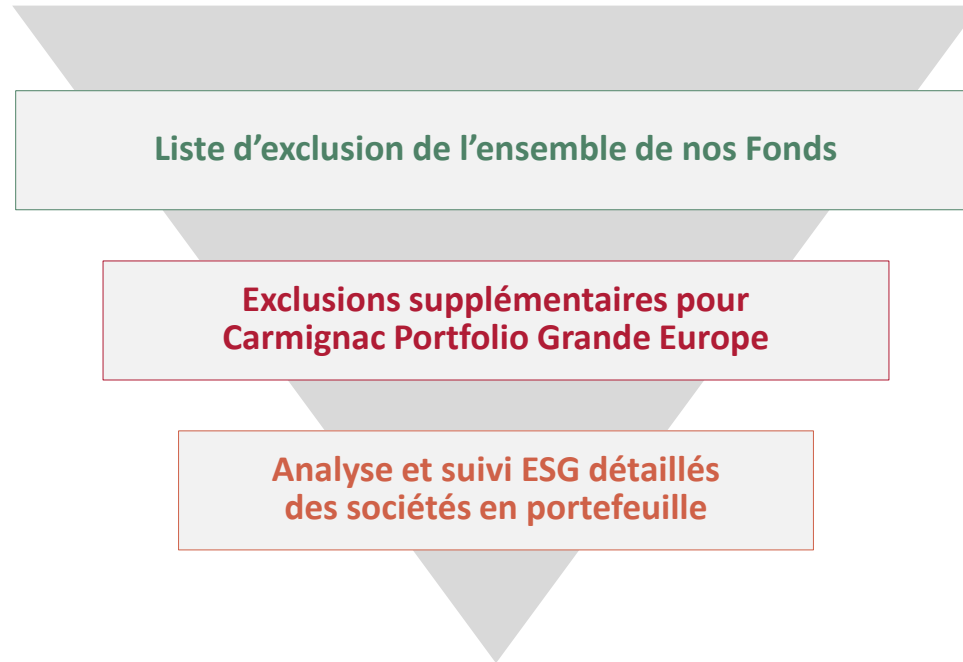 Liste d’exclusion de l’ensemble de nos Fonds
Exclusions supplémentaires pour
Carmignac Portfolio Grande Europe
Analyse et suivi ESG détaillés
des sociétés en portefeuille